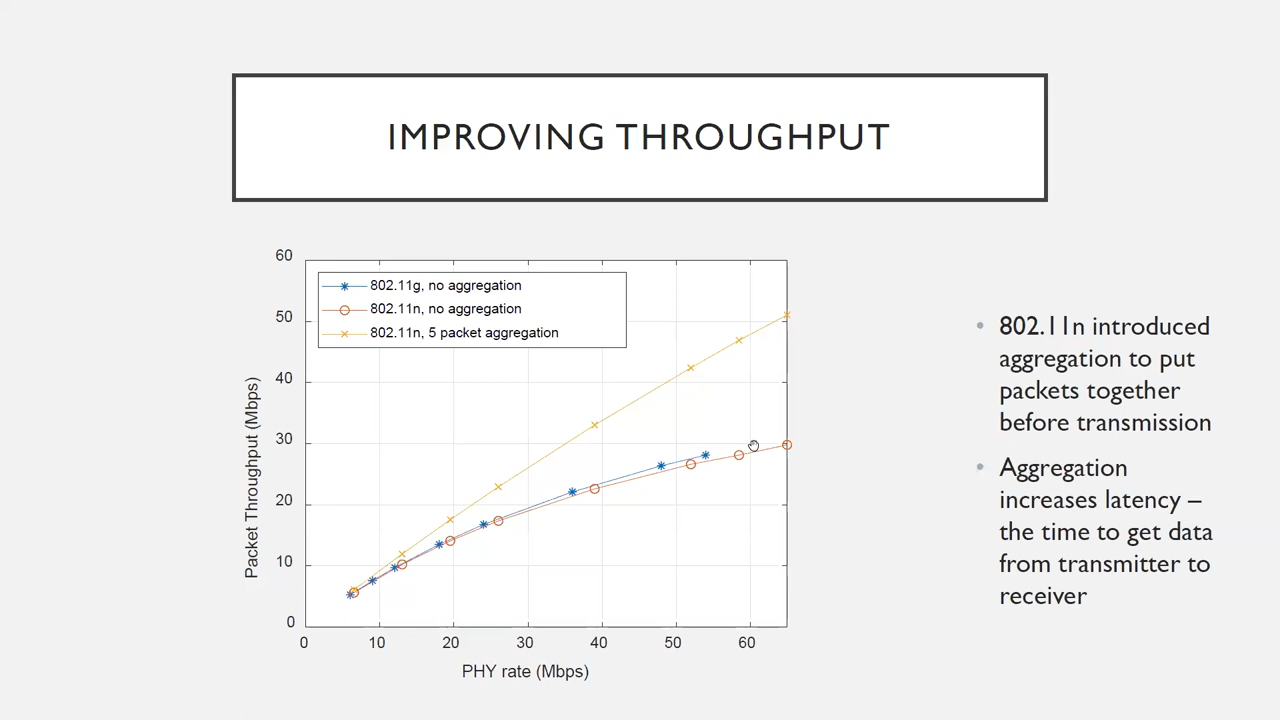 IMPROVING THROUGHPUT
60
50
40
30
20
10
0
Packet Throughput (Mbps)
802.11g, no aggregation
802.11n, no aggregation
802.11n, 5 packet aggregation
0 10 20 30 40 50 60
PHY rate (Mbps)
• 802.11n introduced
aggregation to put
packets together
before transmission
• Aggregation
increases latency –
the time to get data
from transmitter to
receiver